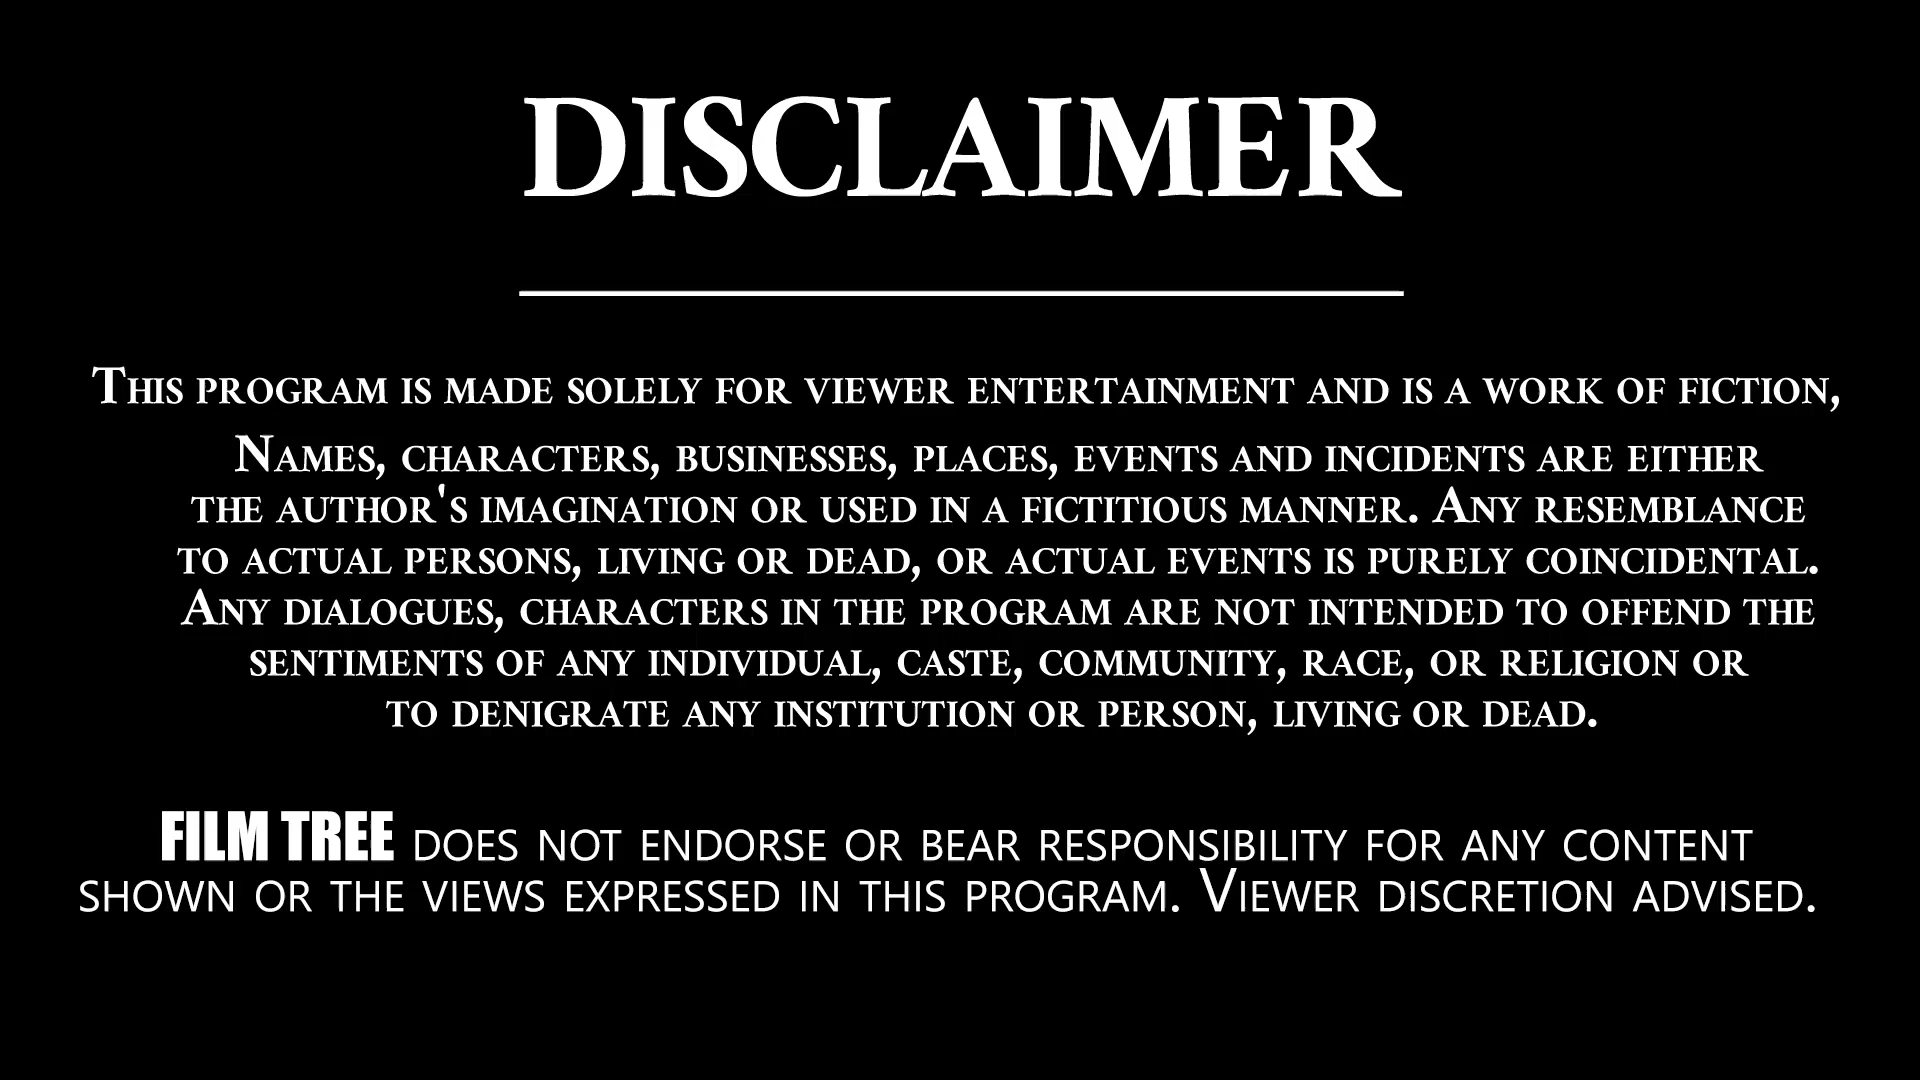 DISCLAIMER
This program is made solely for viewer entertainment and is a work of fiction,
Names, characters, businesses, places, events and incidents are either
the author's imagination or used in a fictitious manner. Any resemblance
to actual persons, living or dead, or actual events is purely coincidental.
Any dialogues, characters in the program are not intended to offend the
sentiments of any individual, caste, community, race, or religion or
to denigrate any institution or person, living or dead.
FILM TREE does not endorse or bear responsibility for any content
shown or the views expressed in this program. Viewer discretion advised.